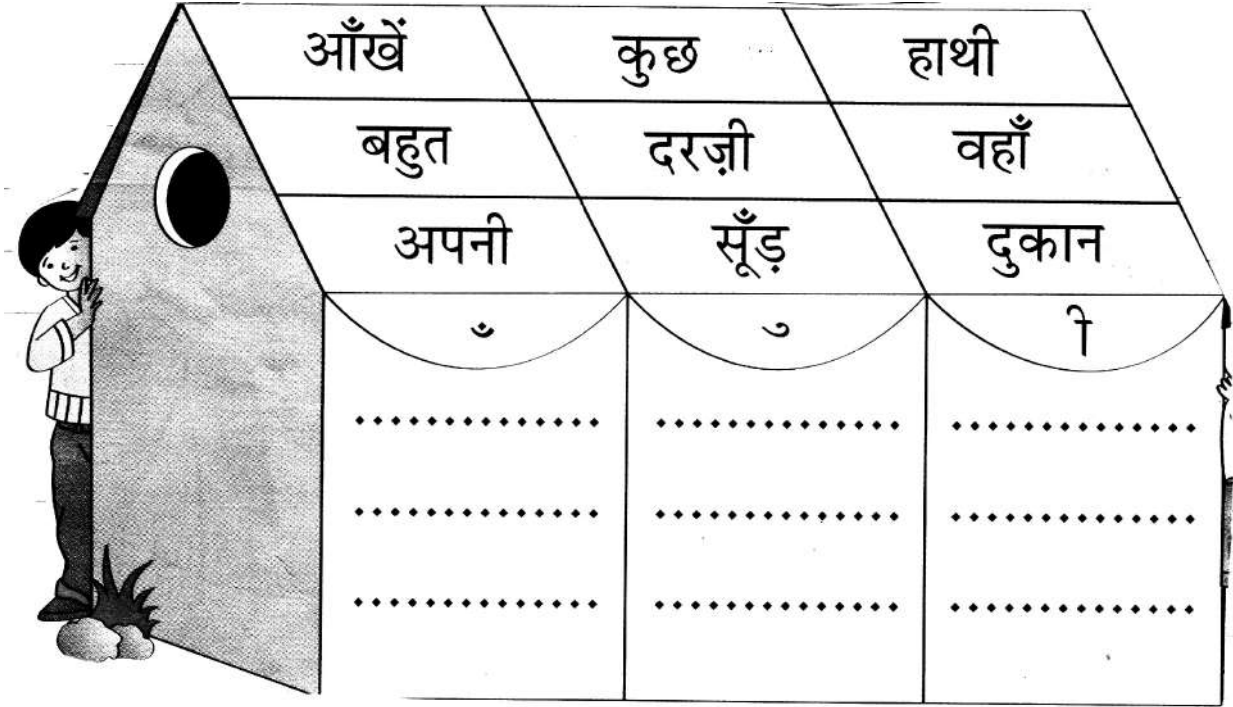 आँखें कुछ हाथी
बहुत दरज़ी वहाँ
अपनी सूँड़ दुकान
ँ ु ी